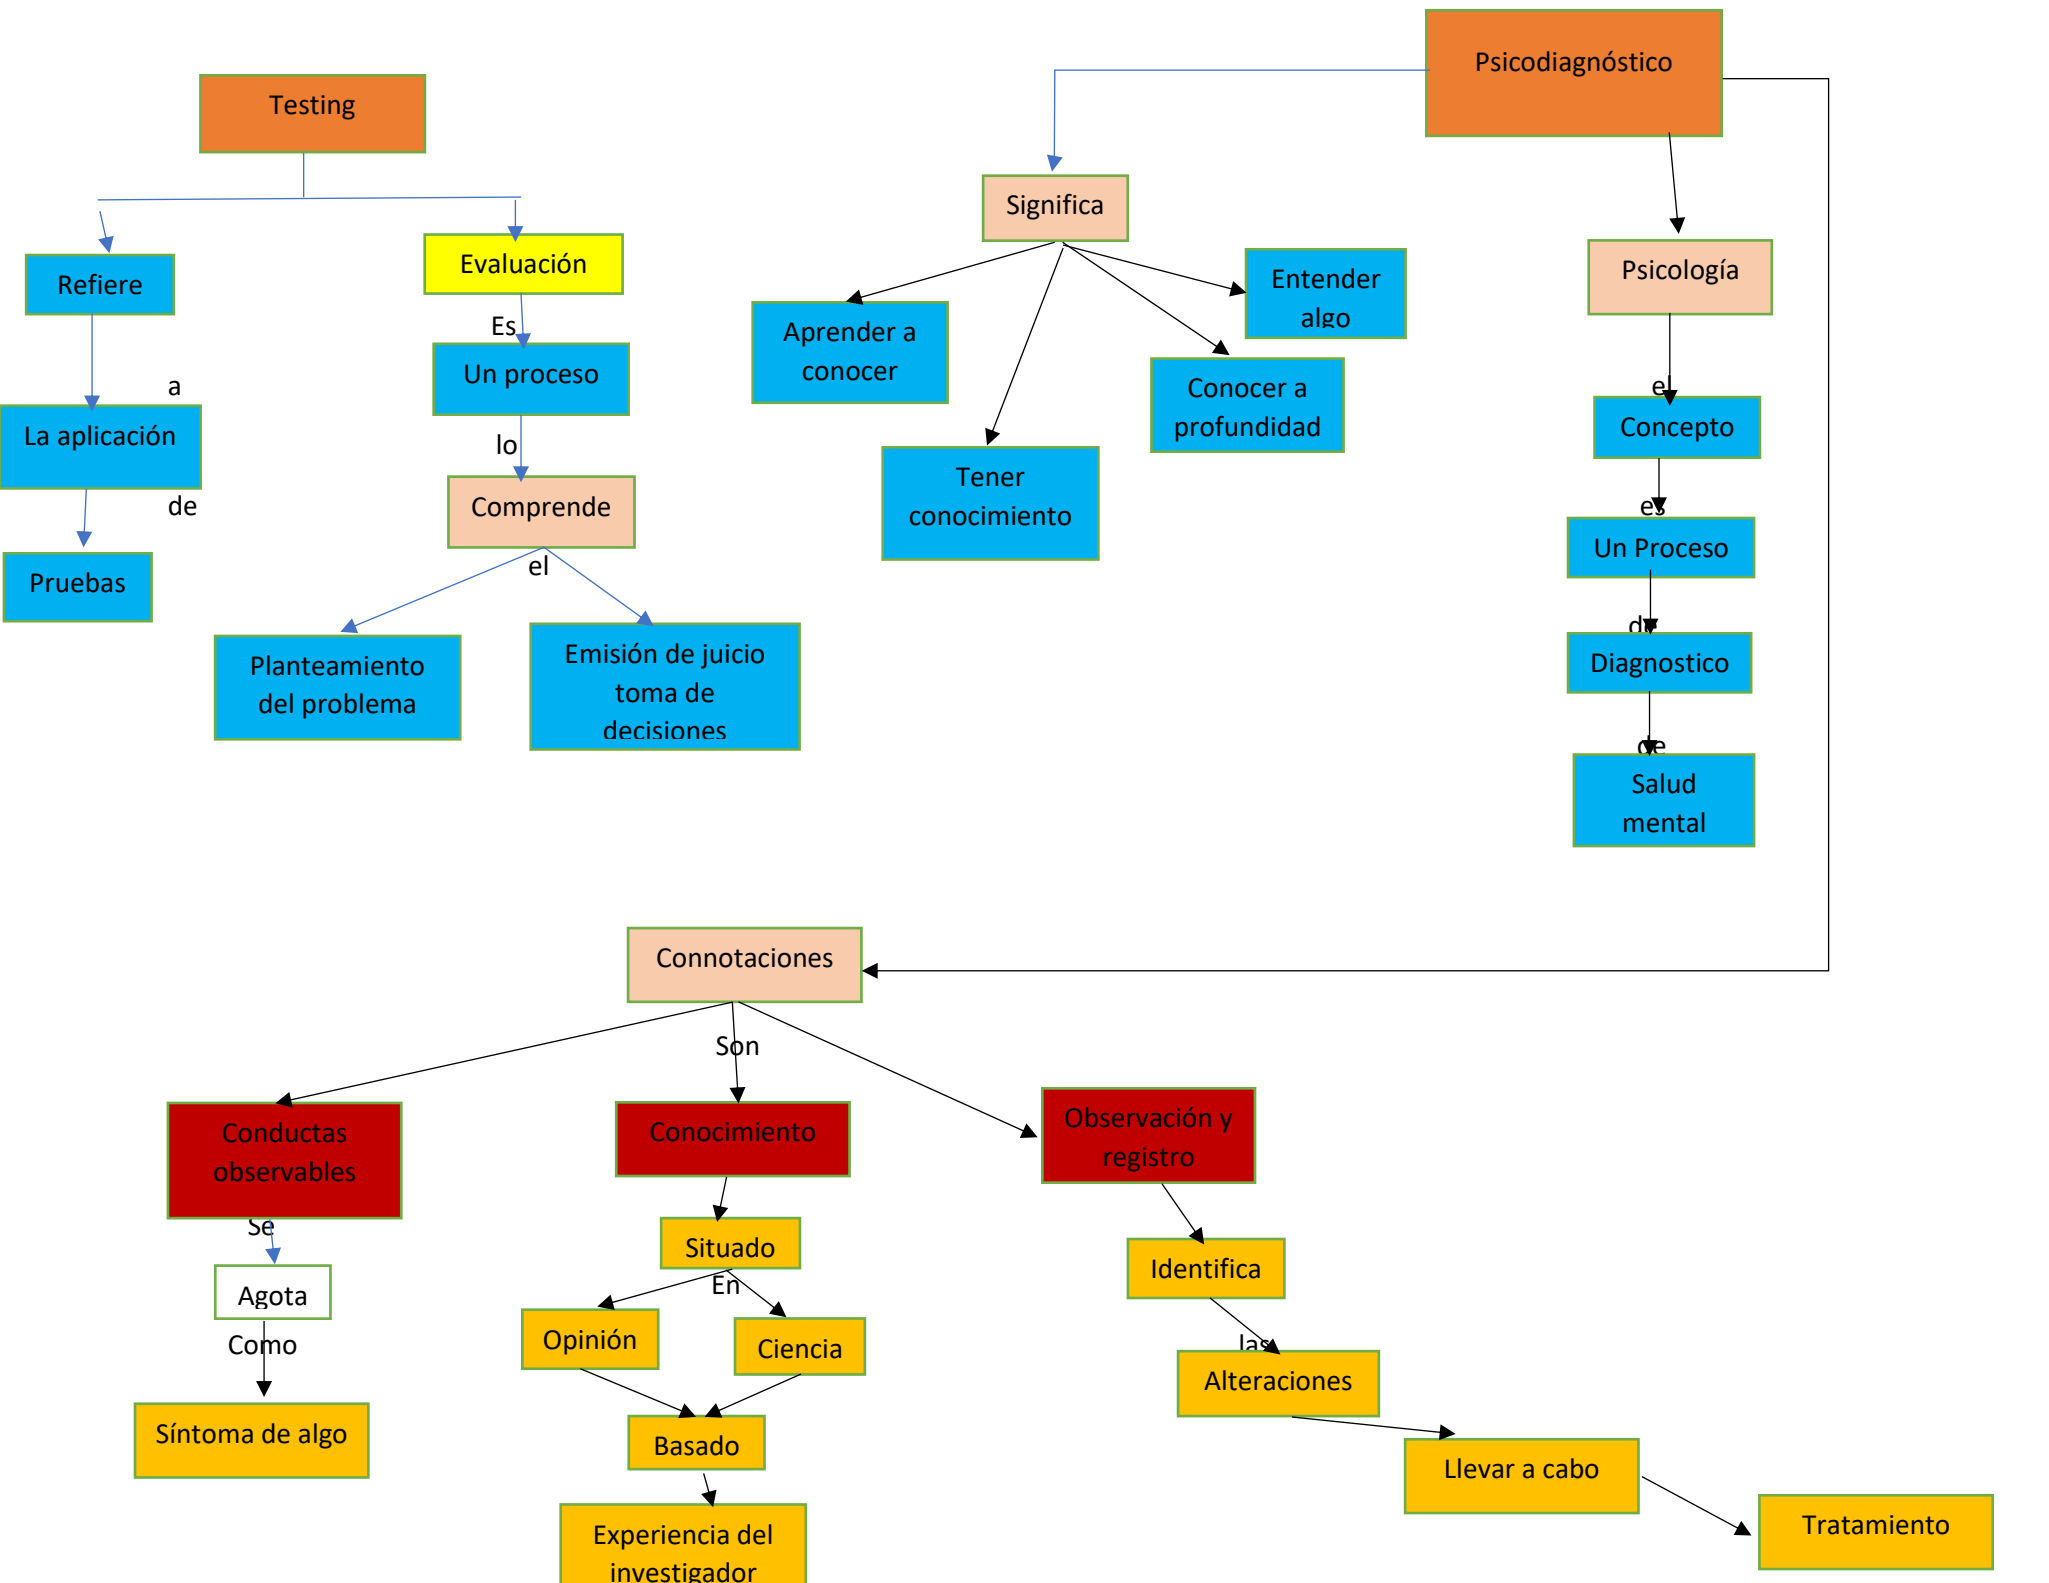 Testing
Refiere
a
La aplicación
de
Pruebas
Evaluación
Es
Un proceso
lo
Comprende
el
Planteamiento
del problema
Emisión de juicio
toma de
decisiones
Psicodiagnóstico
Significa
Aprender a
conocer
Tener
conocimiento
Conocer a
profundidad
Entender
algo
Psicología
el
Concepto
es
Un Proceso
de
Diagnostico
de
Salud
mental
Connotaciones
Son
Conductas
observables
Se
Agota
Como
Síntoma de algo
Conocimiento
Situado
En
Opinión
Ciencia
Basado
Experiencia del
investigador
Observación y
registro
Identifica
las
Alteraciones
Llevar a cabo
Tratamiento